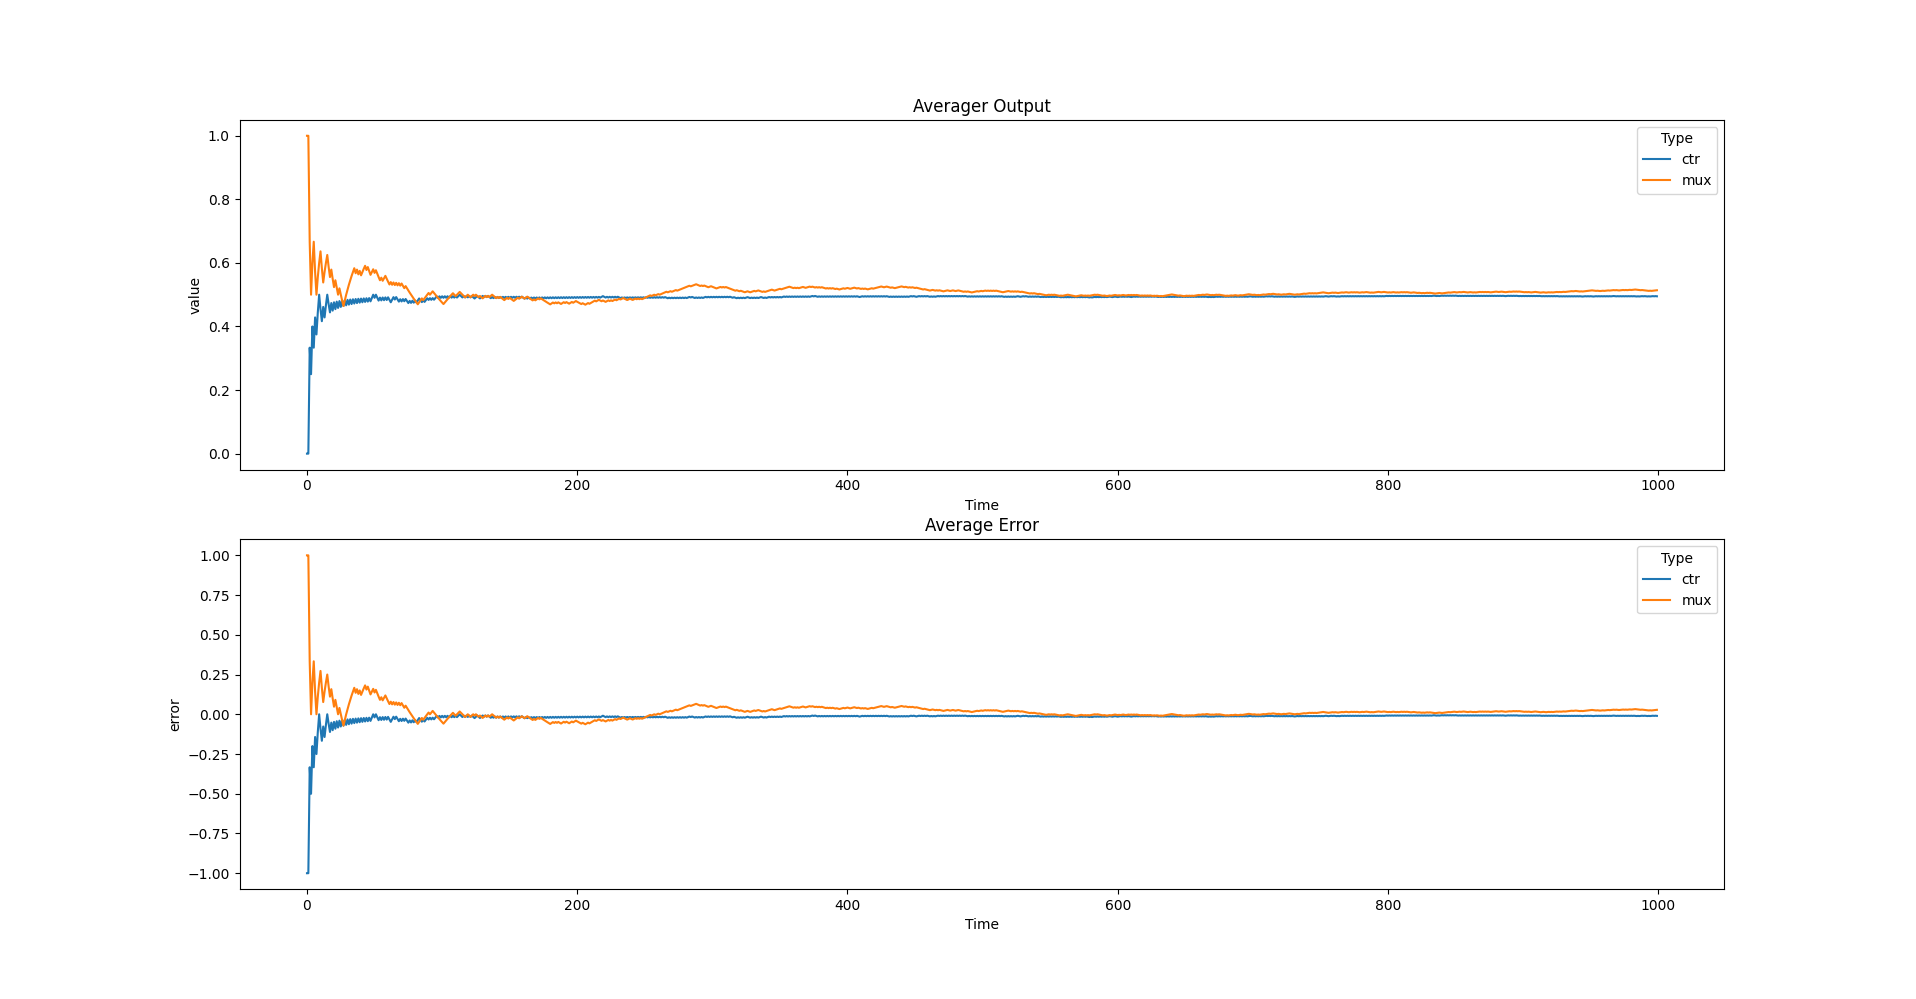 Averager Output
1.0
0.8
0.6
0.4
0.2
0.0
value
Type
ctr
mux
0 200 400 600 800 1000
Time
Average Error
1.00
0.75
0.50
0.25
0.00
−0.25
−0.50
−0.75
−1.00
error
Type
ctr
mux
0 200 400 600 800 1000
Time